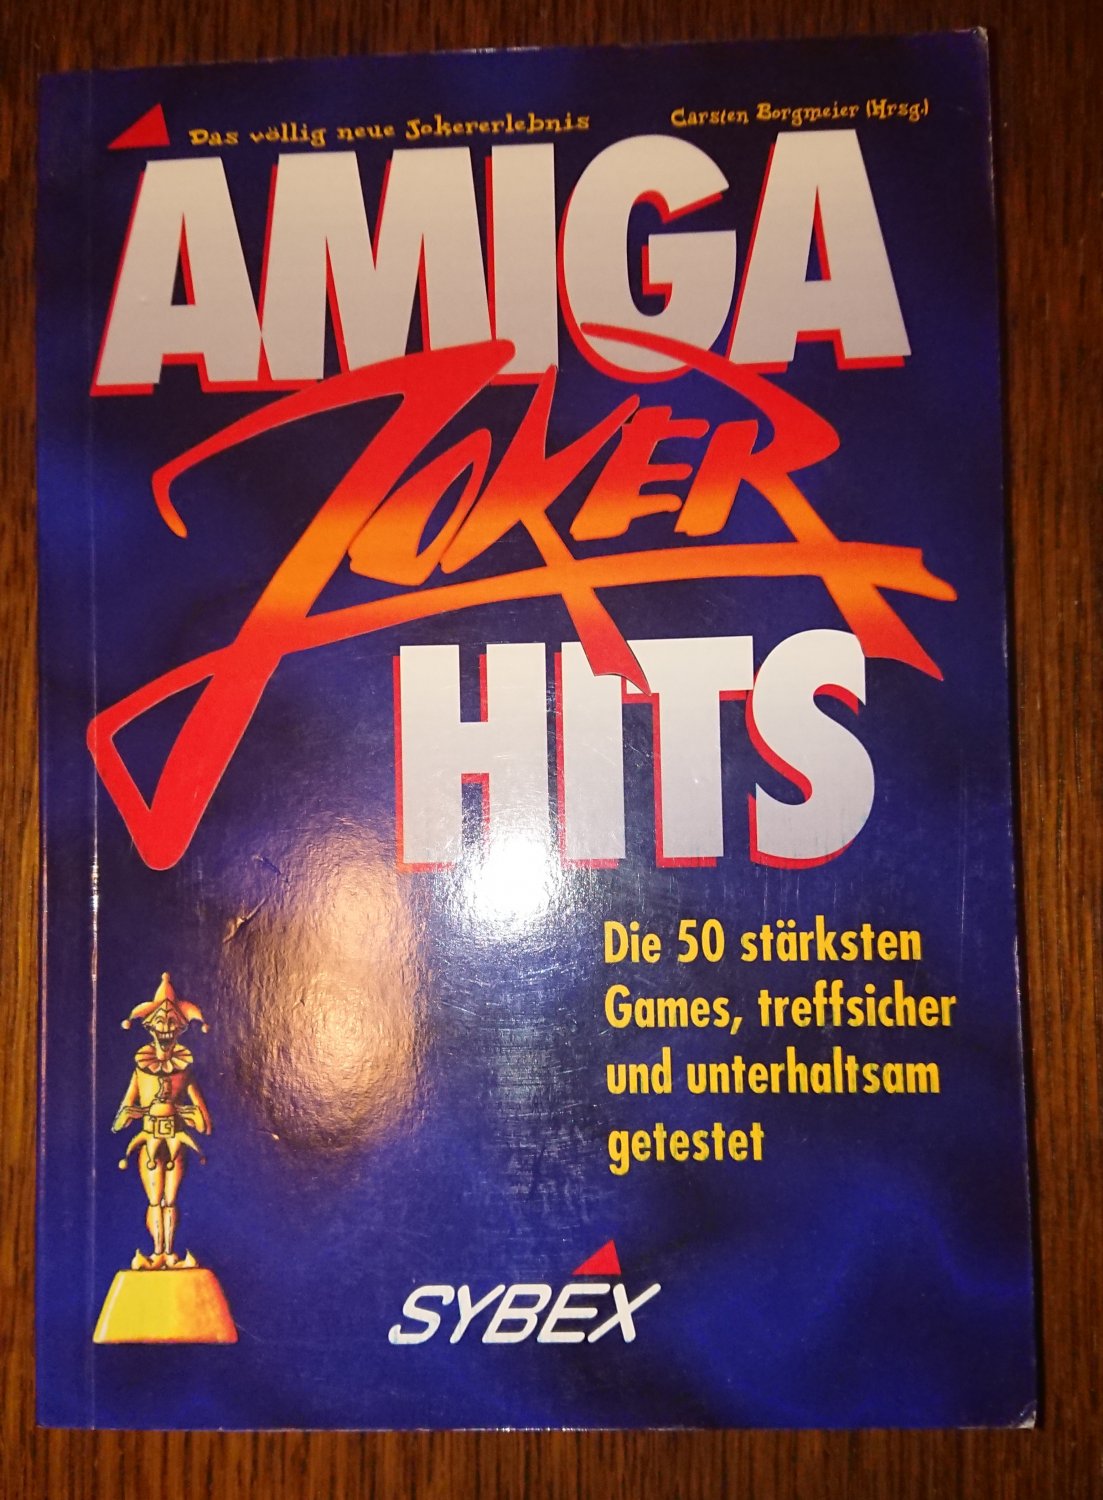 Das völlig neue Jokererlebnis
Carsten Borgmeier (Hrsg.)
AMIGA
JOKER
HITS
Die 50 stärksten
Games, treffsicher
und unterhaltsam
getestet
SYBEX